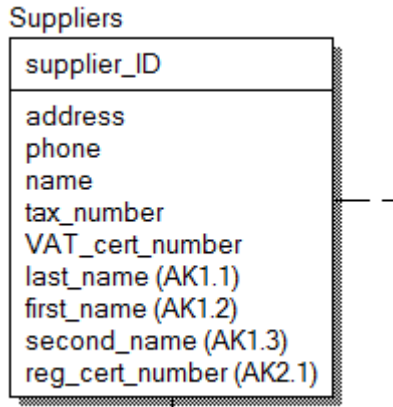 Suppliers
supplier_ID
address
phone
name
tax_number
VAT_cert_number
last_name (AK1.1)
first_name (AK1.2)
second_name (AK1.3)
reg_cert_number (AK2.1)